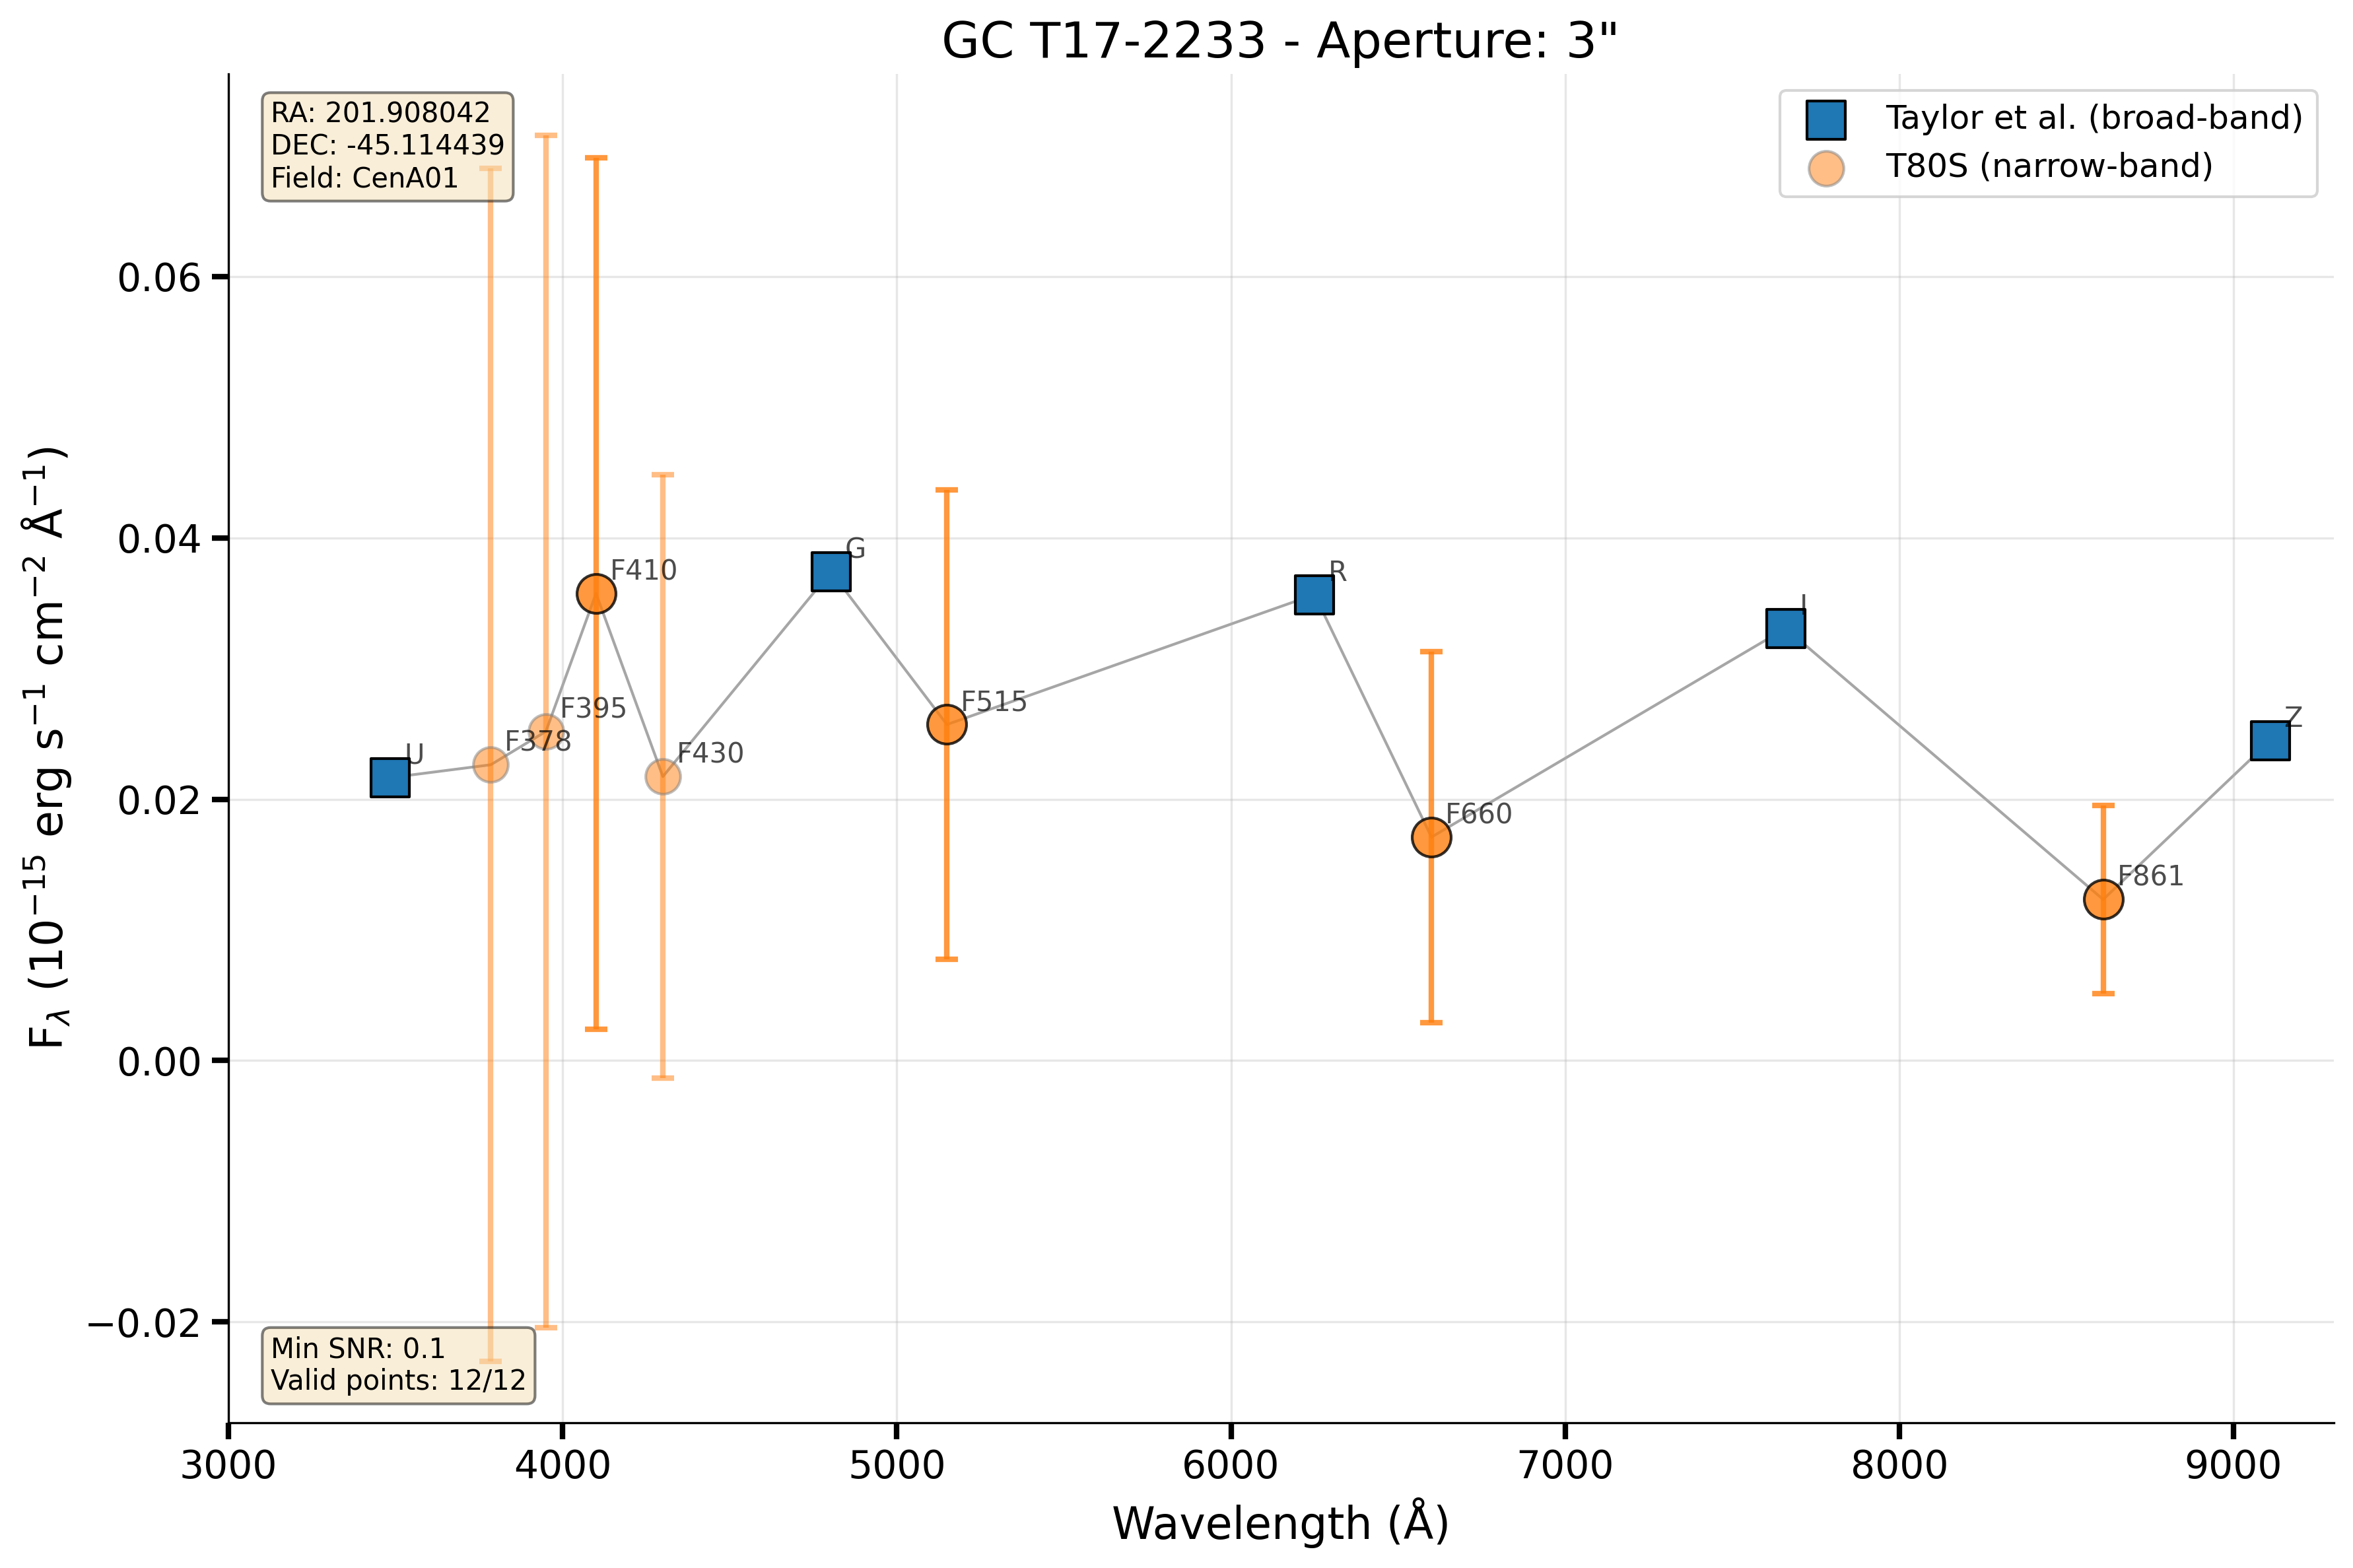 GC T17-2233 - Aperture: 3"
RA: 201.908042
DEC: -45.114439
Field: CenA01
Taylor et al. (broad-band)
T80S (narrow-band)
F_λ (10⁻¹⁵ erg s⁻¹ cm⁻² Å⁻¹)
0.06
0.04
0.02
0.00
−0.02
U
F378
F395
F410
F430
G
F515
R
F660
I
F861
Z
Min SNR: 0.1
Valid points: 12/12
3000
4000
5000
6000
7000
8000
9000
Wavelength (Å)